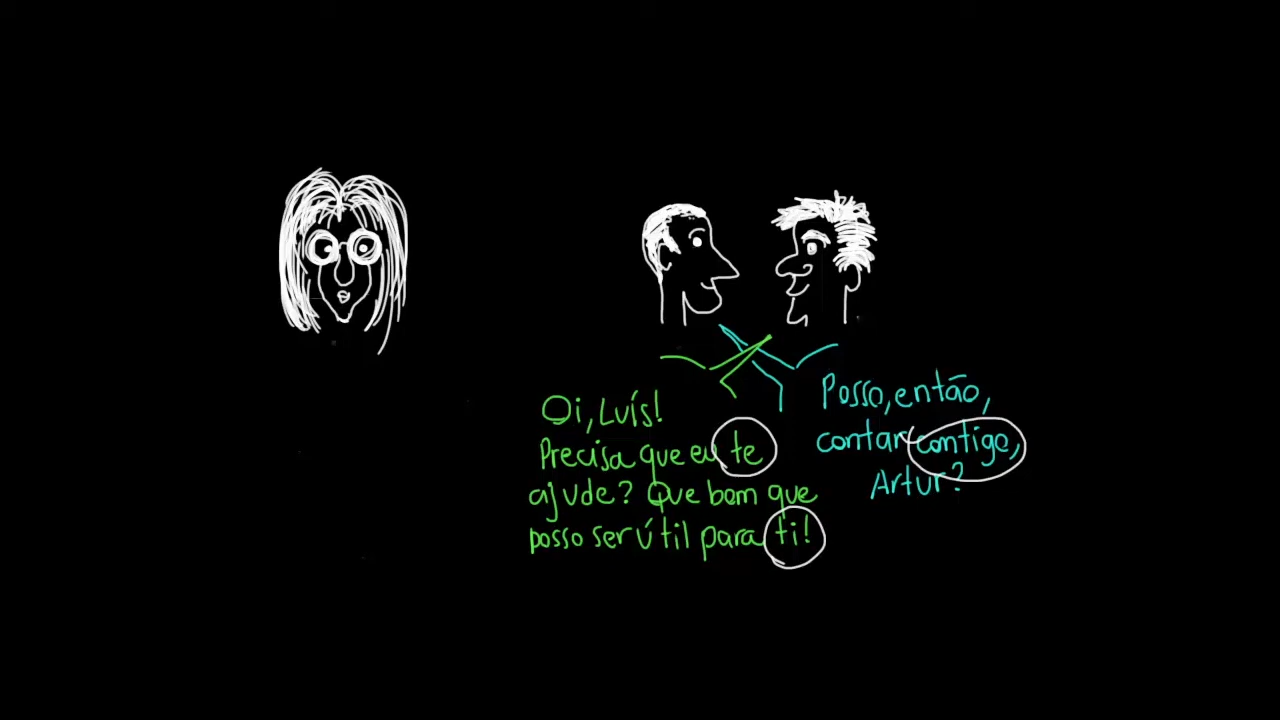 Oi, Luís!
Precisa que eu te
ajude? Que bom que
posso ser útil para ti!
Posso, então,
contar contigo,
Artur?